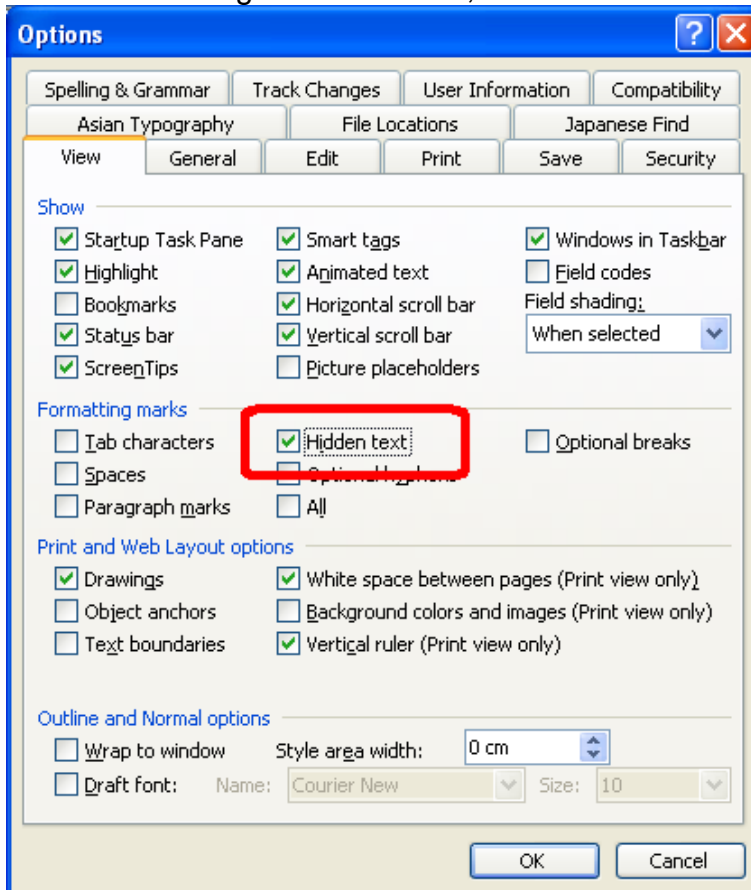 Options
Spelling & Grammar Track Changes User Information Compatibility
Asian Typography File Locations Japanese Find
View General Edit Print Save Security
Show
Startup Task Pane Smart tags Windows in Taskbar
Highlight Animated text Field codes
Bookmarks Horizontal scroll bar Field shading:
Status bar Vertical scroll bar When selected
ScreenTips Picture placeholders
Formatting marks
Tab characters Hidden text Optional breaks
Spaces Optional hyphens
Paragraph marks All
Print and Web Layout options
Drawings White space between pages (Print view only)
Object anchors Background colors and images (Print view only)
Text boundaries Vertical ruler (Print view only)
Outline and Normal options
Wrap to window Style area width: 0 cm
Draft font: Name: Courier New Size: 10
OK Cancel